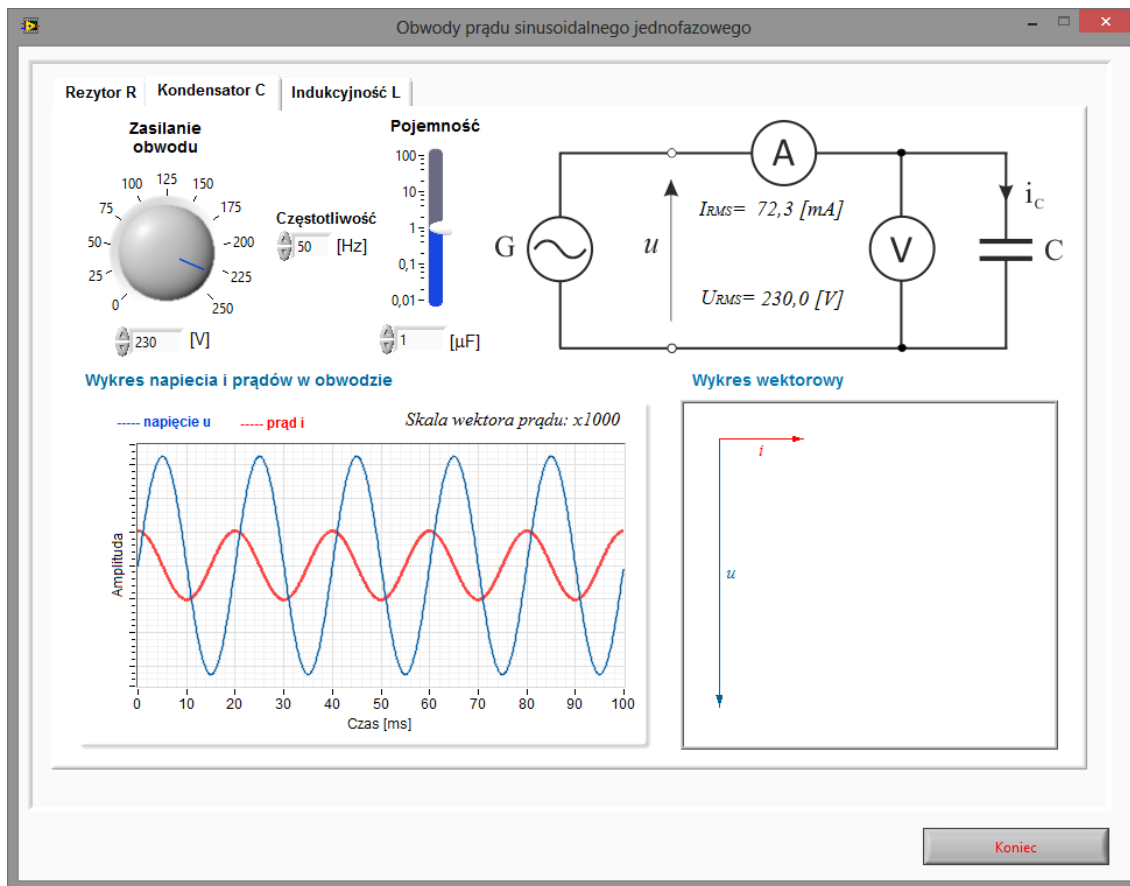 Obwody prądu sinusoidalnego jednofazowego
Rezytor R
Kondensator C
Indukcyjność L
Zasilanie
obwodu
0
25
50
75
100
125
150
175
200
225
250
230 [V]
Częstotliwość
50 [Hz]
Pojemność
100
10
1
0,1
0,01
1 [µF]
G
u
A
IRMS= 72,3 [mA]
URMS= 230,0 [V]
V
ic
C
Wykres napiecia i prądów w obwodzie
----- napięcie u
----- prąd i
Skala wektora prądu: x1000
Amplituda
0 10 20 30 40 50 60 70 80 90 100
Czas [ms]
Wykres wektorowy
i
u
Koniec